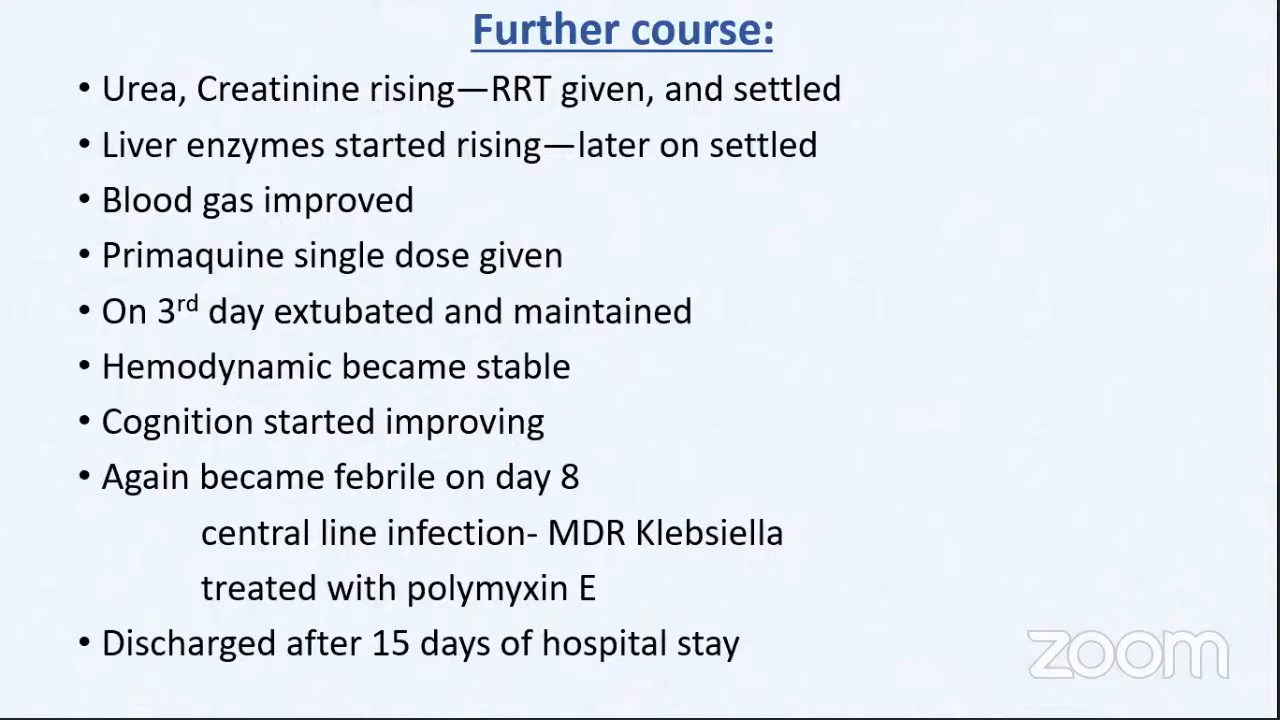 Further course:
• Urea, Creatinine rising—RRT given, and settled
• Liver enzymes started rising—later on settled
• Blood gas improved
• Primaquine single dose given
• On 3rd day extubated and maintained
• Hemodynamic became stable
• Cognition started improving
• Again became febrile on day 8
central line infection- MDR Klebsiella
treated with polymyxin E
• Discharged after 15 days of hospital stay
zoom